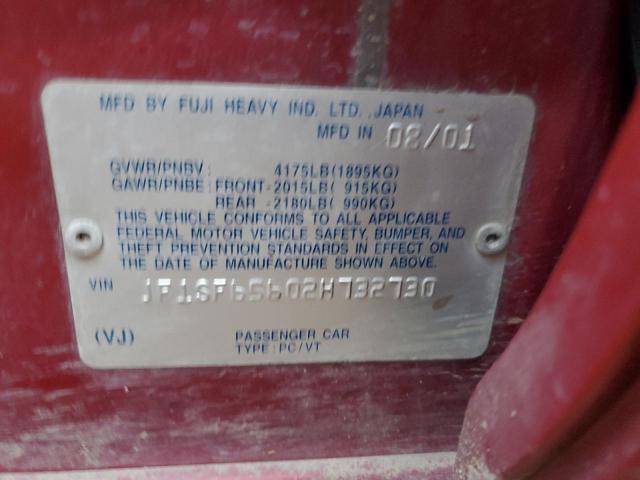 MFD BY FUJI HEAVY IND. LTD. JAPAN
MFD IN 08/01
GVWR/PNBV: 4175LB(1895KG)
GAWR/PNBE: FRONT-2015LB( 915KG)
REAR -2180LB( 990KG)
THIS VEHICLE CONFORMS TO ALL APPLICABLE
FEDERAL MOTOR VEHICLE SAFETY, BUMPER, AND
THEFT PREVENTION STANDARDS IN EFFECT ON
THE DATE OF MANUFACTURE SHOWN ABOVE.
VIN JF1SF65602H732730
(VJ) PASSENGER CAR
TYPE:PC/VT